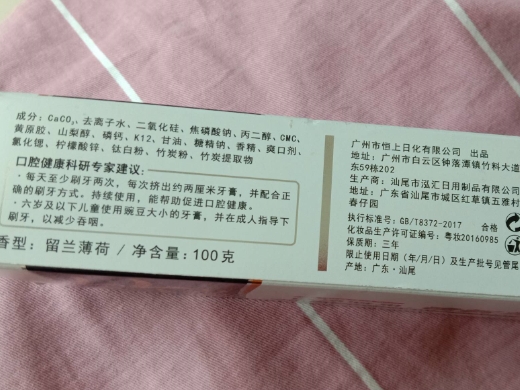 成分：CaCO₃、去离子水、二氧化硅、焦磷酸钠、丙二醇、CMC、
黄原胶、山梨醇、磷钙、K12、甘油、糖精钠、香精、爽口剂、
氟化锶、柠檬酸锌、钛白粉、竹炭粉、竹炭提取物
口腔健康科研专家建议：
·每天至少刷牙两次，每次挤出约两厘米牙膏，并配合正
确的刷牙方式。持续使用，能帮助促进口腔健康。
·六岁及以下儿童使用豌豆大小的牙膏，并在成人指导下
刷牙，以减少吞咽。
香型：留兰薄荷 / 净含量：100克
广州市恒上日化有限公司 出品
地址：广州市白云区钟落潭镇竹料大道
东59栋202
生产商：汕尾市泓汇日用制品有限公司
地址：广东省汕尾市城区红草镇五雅村
春仔园
执行标准号：GB/T8372-2017 合格
化妆品生产许可证编号：粤妆20160985
保质期：三年
限止使用日期（年/月/日）及生产批号见管尾
产地：广东·汕尾